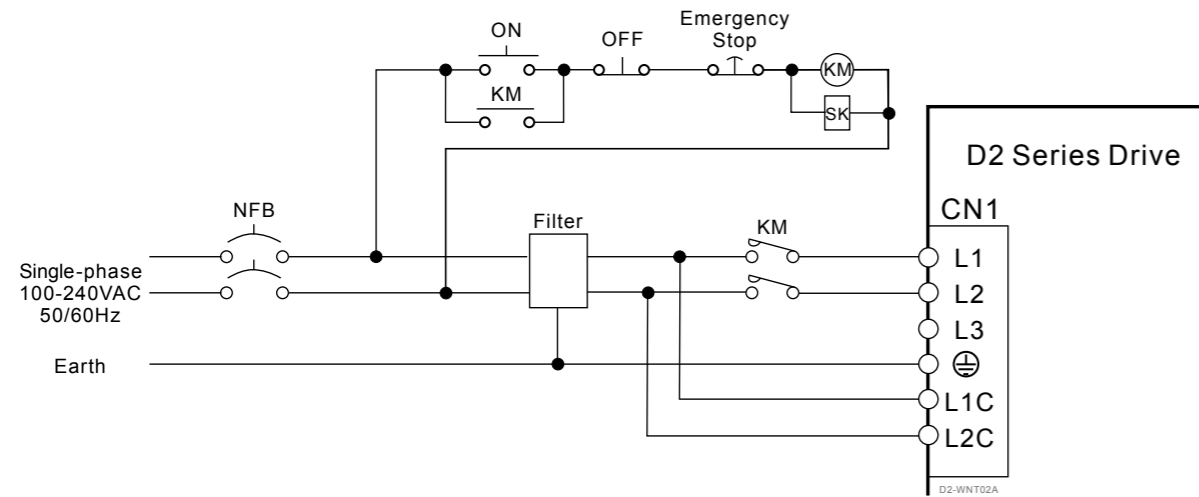 Emergency
Stop
ON
OFF
KM
KM
SK
D2 Series Drive
CN1
NFB
Filter
KM
Single-phase
100-240VAC
50/60Hz
L1
L2
L3
Earth
L1C
L2C
D2-WNT02A